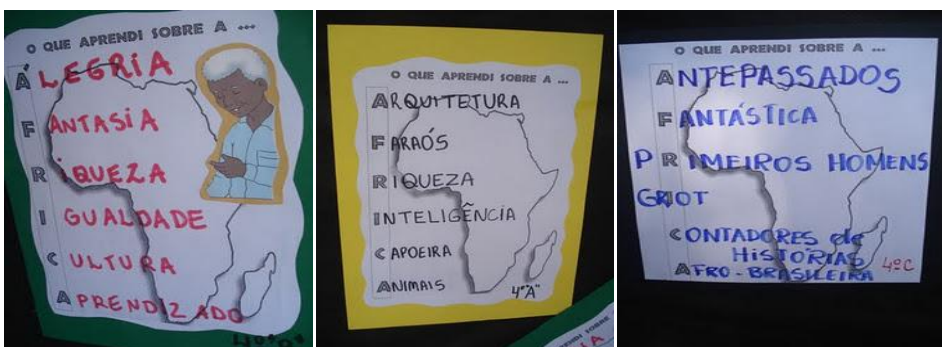 O QUE APRENDI SOBRE A ...
ÁLEGRIA
FANTASIA
RIQUEZA
IGUALDADE
CULTURA
APRENDIZADO
O QUE APRENDI SOBRE A ...
ARQUITETURA
FARAÓS
RIQUEZA
INTELIGÊNCIA
CAPOEIRA
ANIMAIS
4º"A"
O QUE APRENDI SOBRE A ...
ANTEPASSADOS
FANTÁSTICA
PRIMEIROS HOMENS
GRIOT
CONTADORES de
HISTÓRIAS
AFRO-BRASILEIRA
4ºC